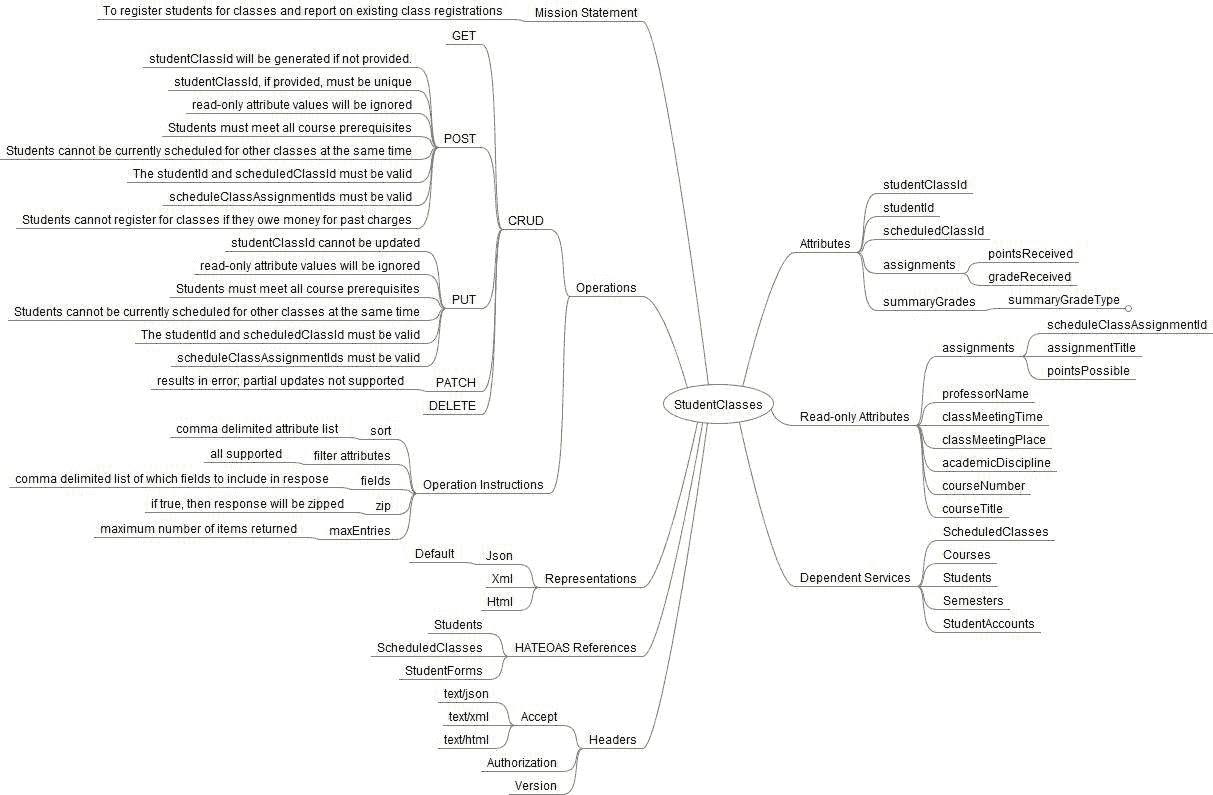 To register students for classes and report on existing class registrations
Mission Statement
GET
studentClassId will be generated if not provided.
studentClassId, if provided, must be unique
read-only attribute values will be ignored
Students must meet all course prerequisites
POST
Students cannot be currently scheduled for other classes at the same time
The studentId and scheduledClassId must be valid
scheduleClassAssignmentIds must be valid
Students cannot register for classes if they owe money for past charges
CRUD
studentClassId cannot be updated
read-only attribute values will be ignored
Students must meet all course prerequisites
PUT
Students cannot be currently scheduled for other classes at the same time
The studentId and scheduledClassId must be valid
scheduleClassAssignmentIds must be valid
results in error; partial updates not supported
PATCH
DELETE
Operations
comma delimited attribute list
sort
all supported
filter attributes
comma delimited list of which fields to include in respose
fields
Operation Instructions
if true, then response will be zipped
zip
maximum number of items returned
maxEntries
Default
Json
Xml
Representations
Html
Students
ScheduledClasses
HATEOAS References
StudentForms
text/json
text/xml
Accept
text/html
Headers
Authorization
Version
StudentClasses
studentClassId
studentId
scheduledClassId
Attributes
assignments
pointsReceived
gradeReceived
summaryGrades
summaryGradeType
scheduleClassAssignmentId
assignments
assignmentTitle
pointsPossible
professorName
Read-only Attributes
classMeetingTime
classMeetingPlace
academicDiscipline
courseNumber
courseTitle
ScheduledClasses
Courses
Dependent Services
Students
Semesters
StudentAccounts